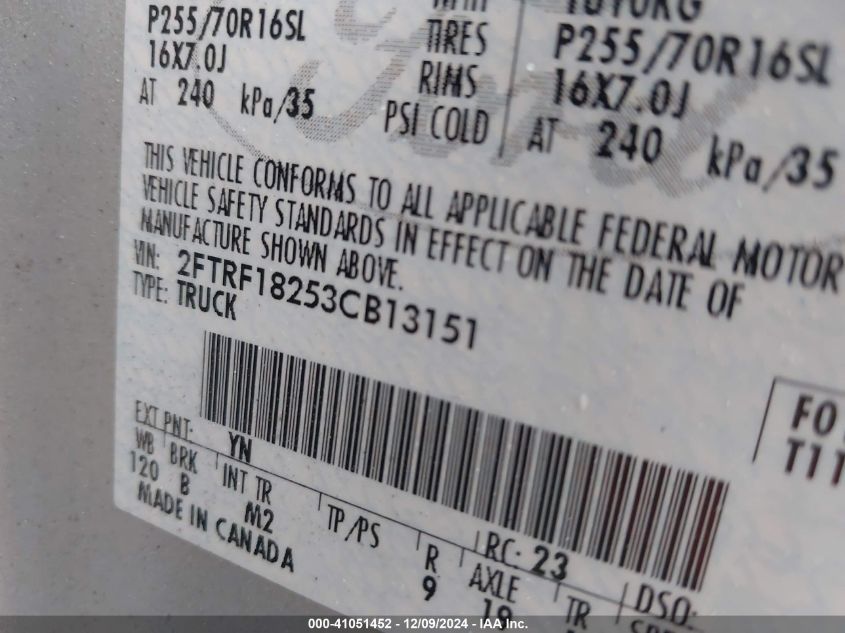 P255/70R16SL
16X7.0J
AT 240 kPa/35
TIRES
RIMS
PSI COLD
P255/70R16SL
16X7.0J
AT 240 kPa/35
THIS VEHICLE CONFORMS TO ALL APPLICABLE FEDERAL MOTOR
VEHICLE SAFETY STANDARDS IN EFFECT ON THE DATE OF
MANUFACTURE SHOWN ABOVE.
VIN: 2FTRF18253CB13151
TYPE: TRUCK
EXT PNT: YN
RC: 23
DSO:
WB BRK INT TR TP/PS R AXLE TR
120 B M2 9 19
MADE IN CANADA
000-41051452 - 12/09/2024 - IAA Inc.